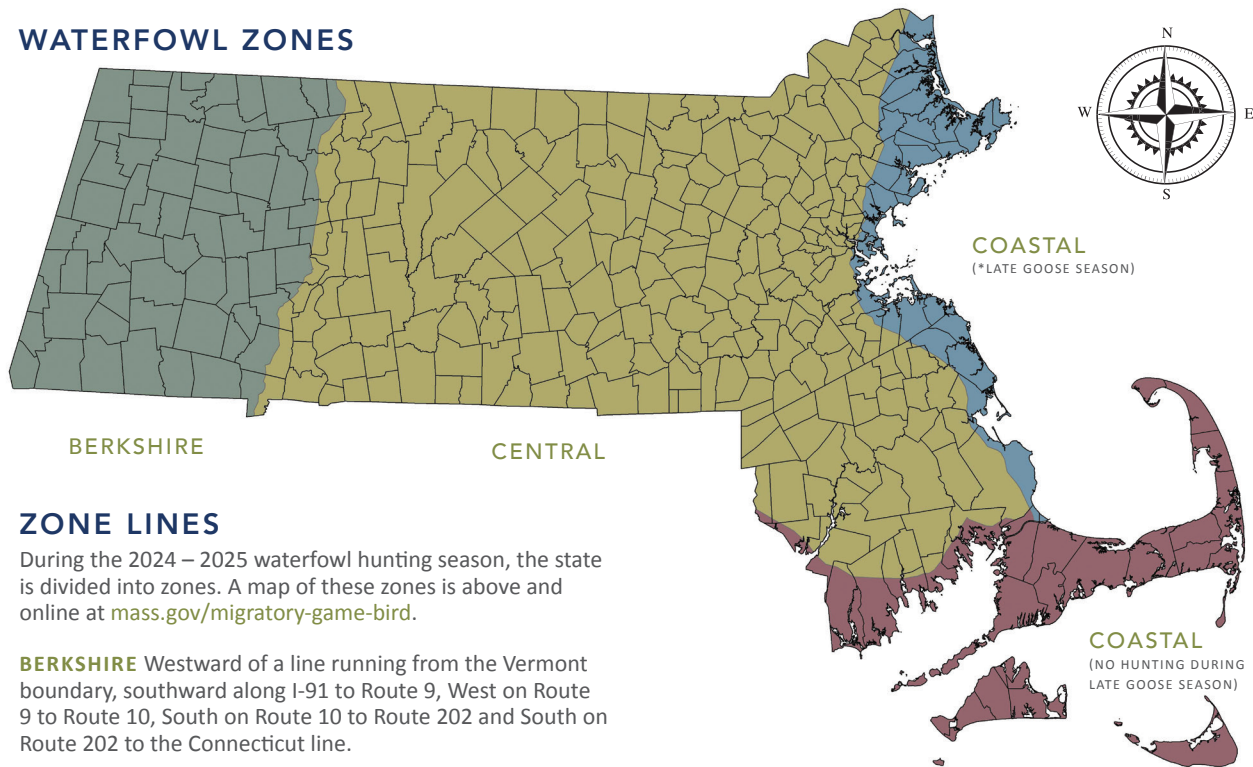 WATERFOWL ZONES
N
W
E
S
COASTAL
(*LATE GOOSE SEASON)
BERKSHIRE
CENTRAL
ZONE LINES
During the 2024 – 2025 waterfowl hunting season, the state
is divided into zones. A map of these zones is above and
online at mass.gov/migratory-game-bird.
BERKSHIRE Westward of a line running from the Vermont
boundary, southward along I-91 to Route 9, West on Route
9 to Route 10, South on Route 10 to Route 202 and South on
Route 202 to the Connecticut line.
COASTAL
(NO HUNTING DURING
LATE GOOSE SEASON)